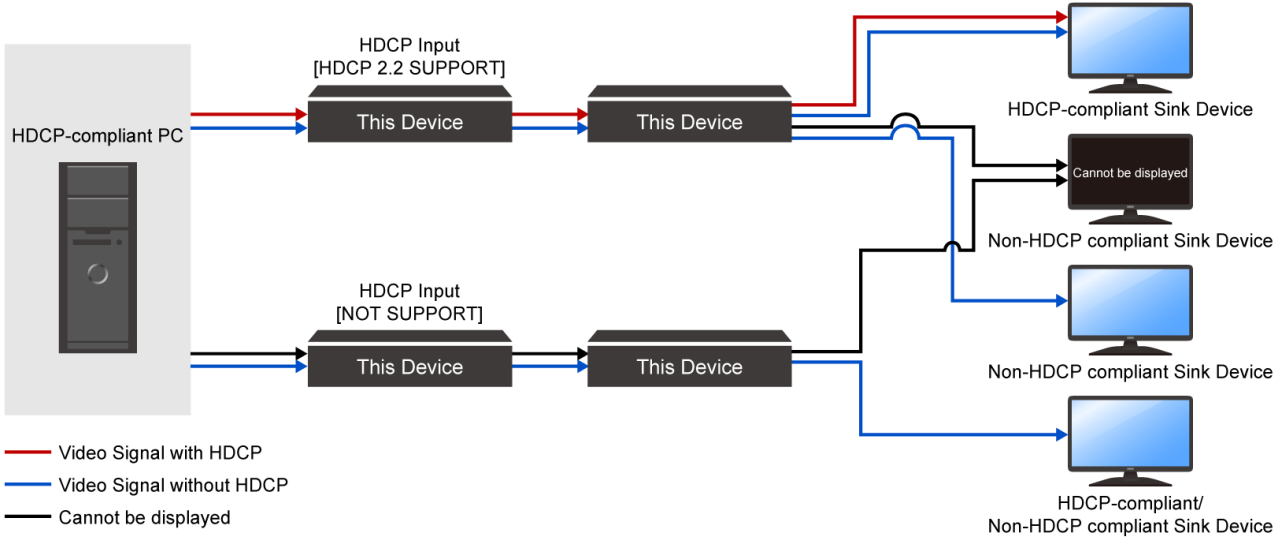 HDCP-compliant PC
HDCP Input
[HDCP 2.2 SUPPORT]
This Device
This Device
HDCP Input
[NOT SUPPORT]
This Device
This Device
HDCP-compliant Sink Device
Cannot be displayed
Non-HDCP compliant Sink Device
Non-HDCP compliant Sink Device
HDCP-compliant/
Non-HDCP compliant Sink Device
Video Signal with HDCP
Video Signal without HDCP
Cannot be displayed